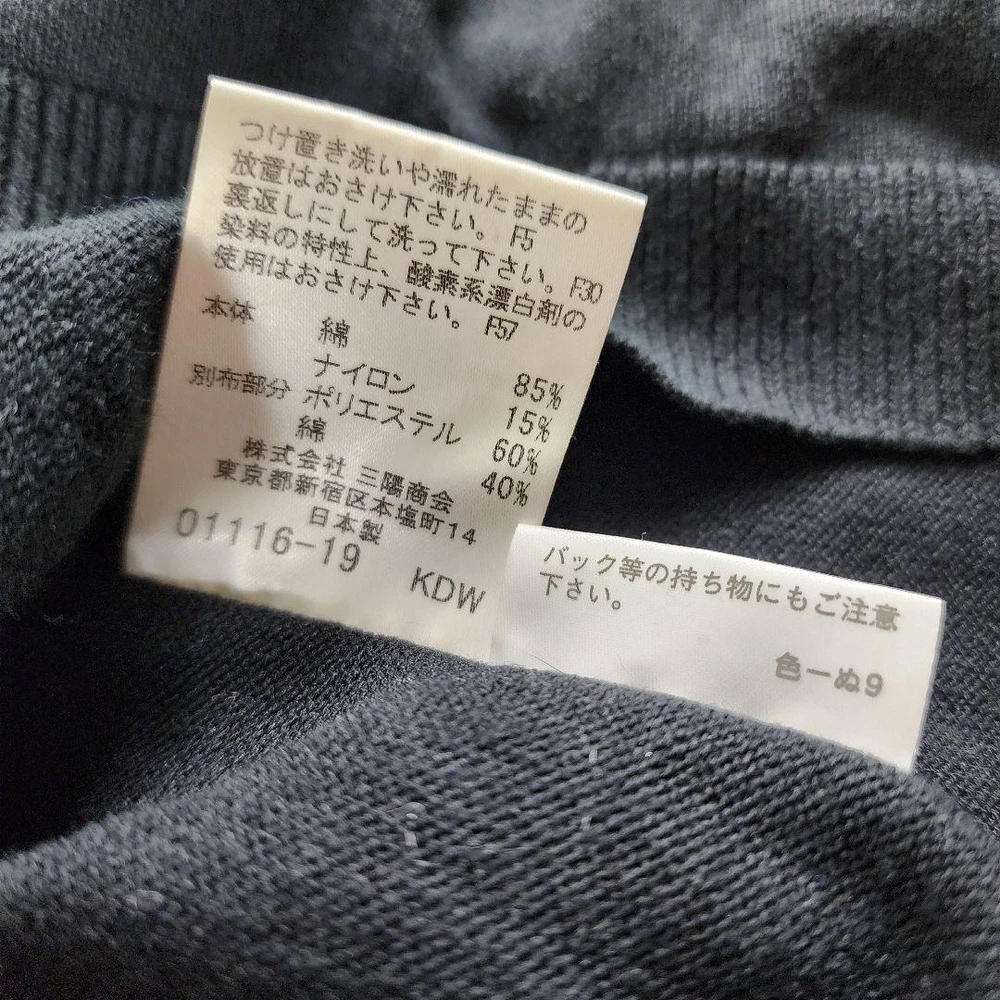 つけ置き洗いや濡れたままの
放置はおさけ下さい。 F5
裏返しにして洗って下さい。F30
染料の特性上、酸素系漂白剤の
使用はおさけ下さい。F57
本体 綿 85%
ナイロン 15%
別布部分 ポリエステル 60%
綿 40%
株式会社 三陽商会
東京都新宿区本塩町14
日本製
01116-19 KDW
バック等の持ち物にもご注意
下さい。
色ーぬ9